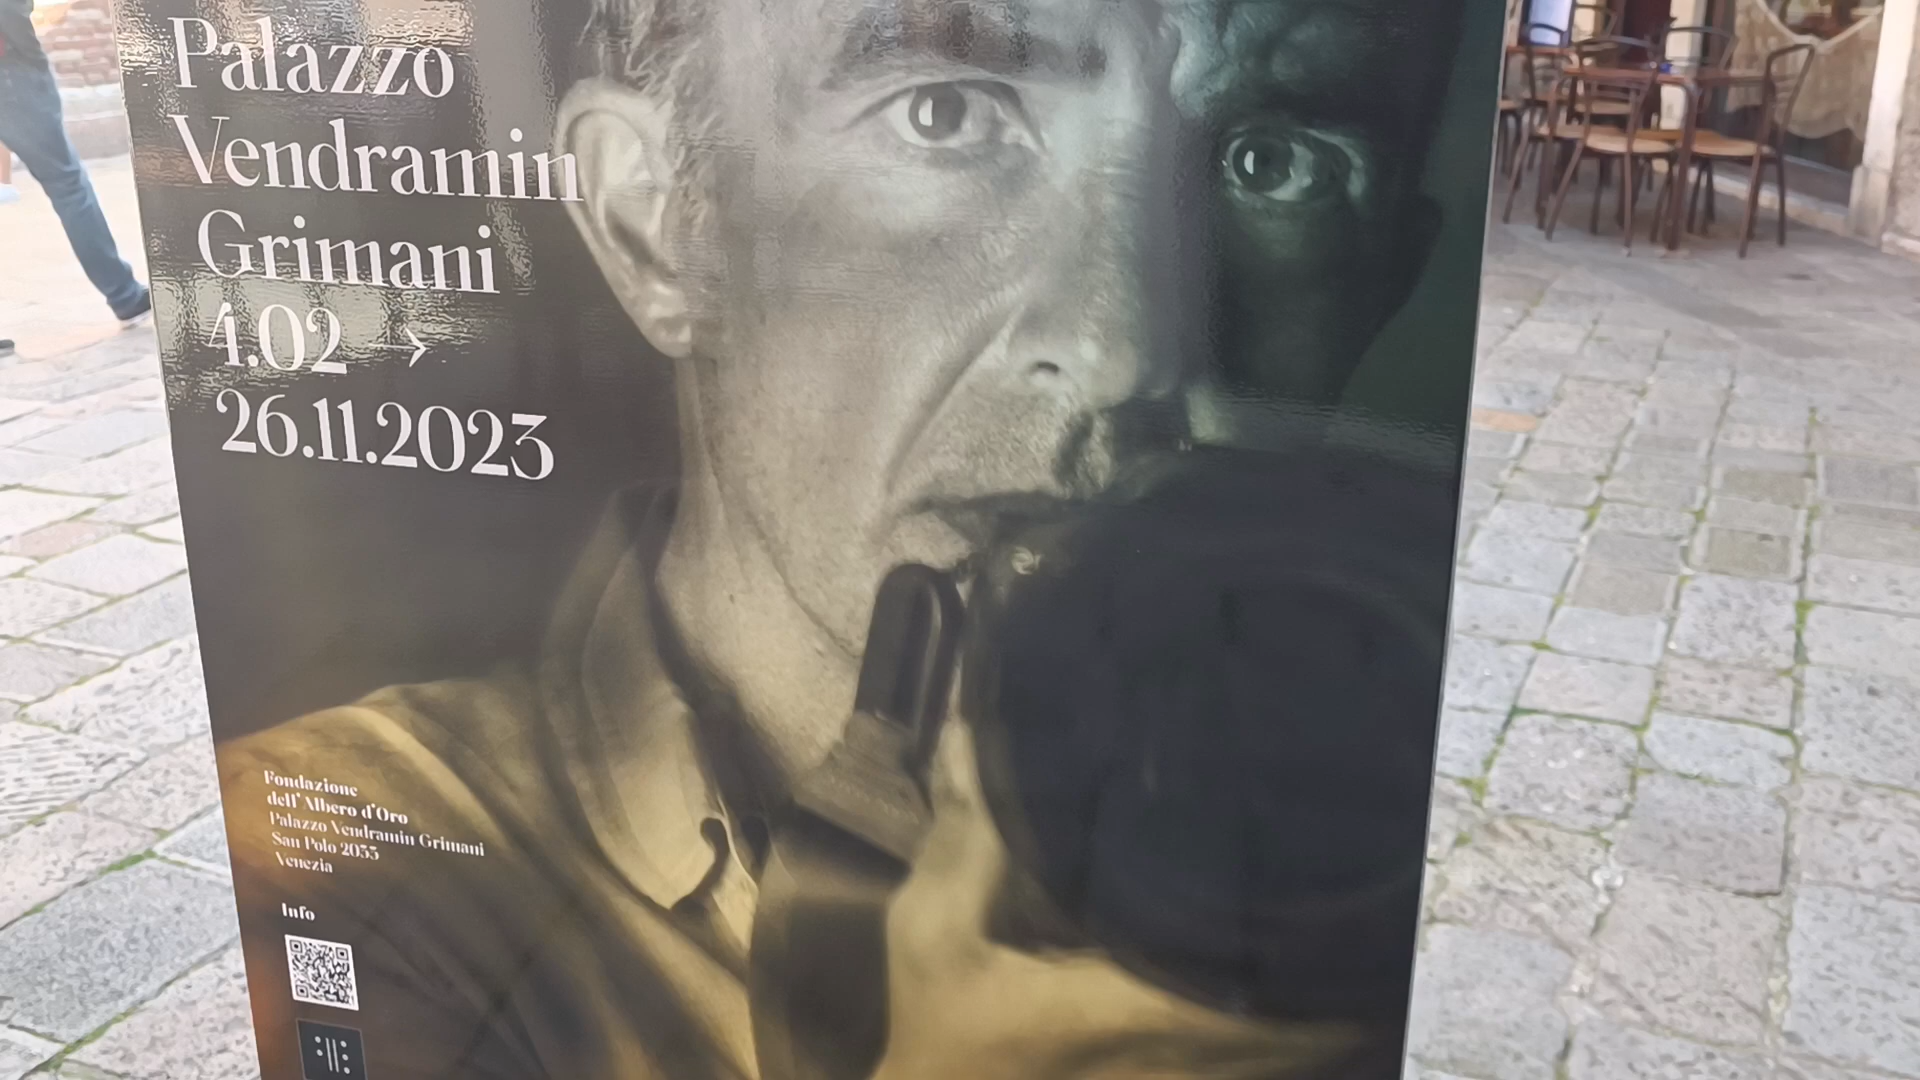 Palazzo
Vendramin
Grimani
4.02 →
26.11.2023
Fondazione
dell'Albero d'Oro
Palazzo Vendramin Grimani
San Polo 2033
Venezia
Info